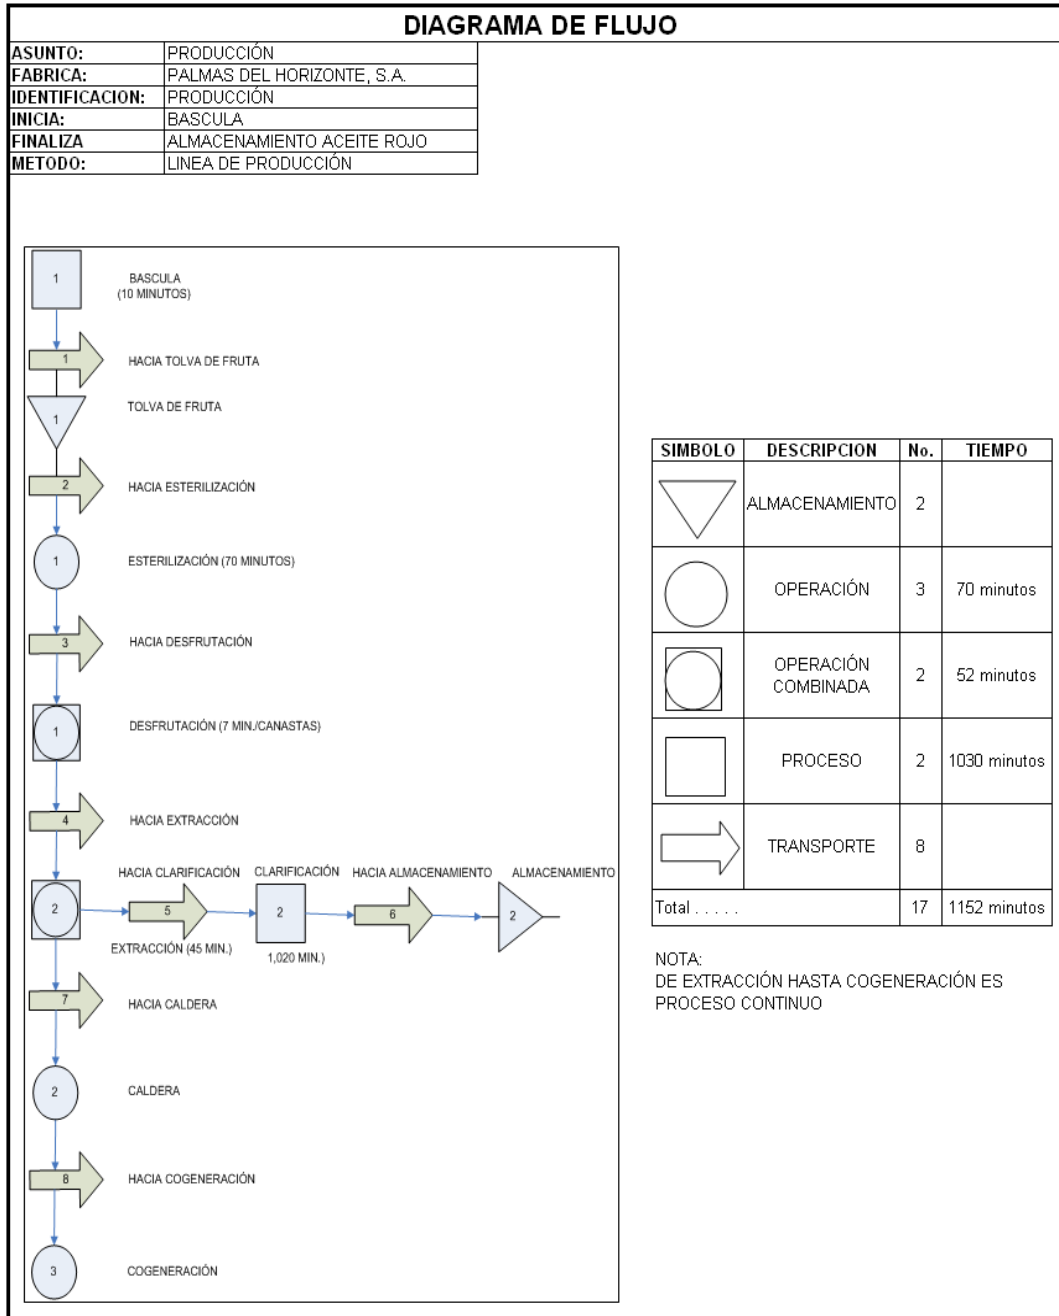 DIAGRAMA DE FLUJO
ASUNTO: PRODUCCIÓN
FABRICA: PALMAS DEL HORIZONTE, S.A.
IDENTIFICACION: PRODUCCIÓN
INICIA: BASCULA
FINALIZA ALMACENAMIENTO ACEITE ROJO
METODO: LINEA DE PRODUCCIÓN
1 BASCULA
(10 MINUTOS)
1 HACIA TOLVA DE FRUTA
TOLVA DE FRUTA
1
2 HACIA ESTERILIZACIÓN
1 ESTERILIZACIÓN (70 MINUTOS)
3 HACIA DESFRUTACIÓN
1 DESFRUTACIÓN (7 MIN./CANASTAS)
4 HACIA EXTRACCIÓN
HACIA CLARIFICACIÓN CLARIFICACIÓN HACIA ALMACENAMIENTO ALMACENAMIENTO
2 5 2 6 2
EXTRACCIÓN (45 MIN.) 1,020 MIN.)
7 HACIA CALDERA
2 CALDERA
8 HACIA COGENERACIÓN
3 COGENERACIÓN
SIMBOLO DESCRIPCION No. TIEMPO
ALMACENAMIENTO 2
OPERACIÓN 3 70 minutos
OPERACIÓN
COMBINADA 2 52 minutos
PROCESO 2 1030 minutos
TRANSPORTE 8
Total . . . . . 17 1152 minutos
NOTA:
DE EXTRACCIÓN HASTA COGENERACIÓN ES
PROCESO CONTINUO